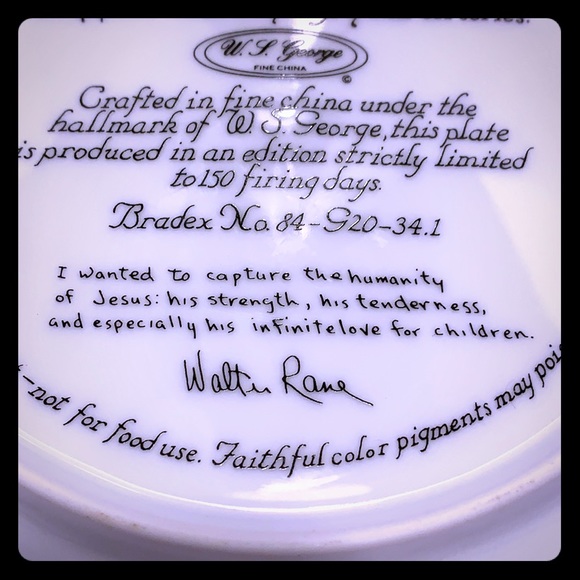 series.
W. S. George
FINE CHINA
©
Crafted in fine china under the
hallmark of W. S. George, this plate
is produced in an edition strictly limited
to 150 firing days.
Bradex No. 84-G20-34.1
I wanted to capture the humanity
of Jesus: his strength, his tenderness,
and especially his infinite love for children.
Walter Rane
-not for food use. Faithful color pigments may poi